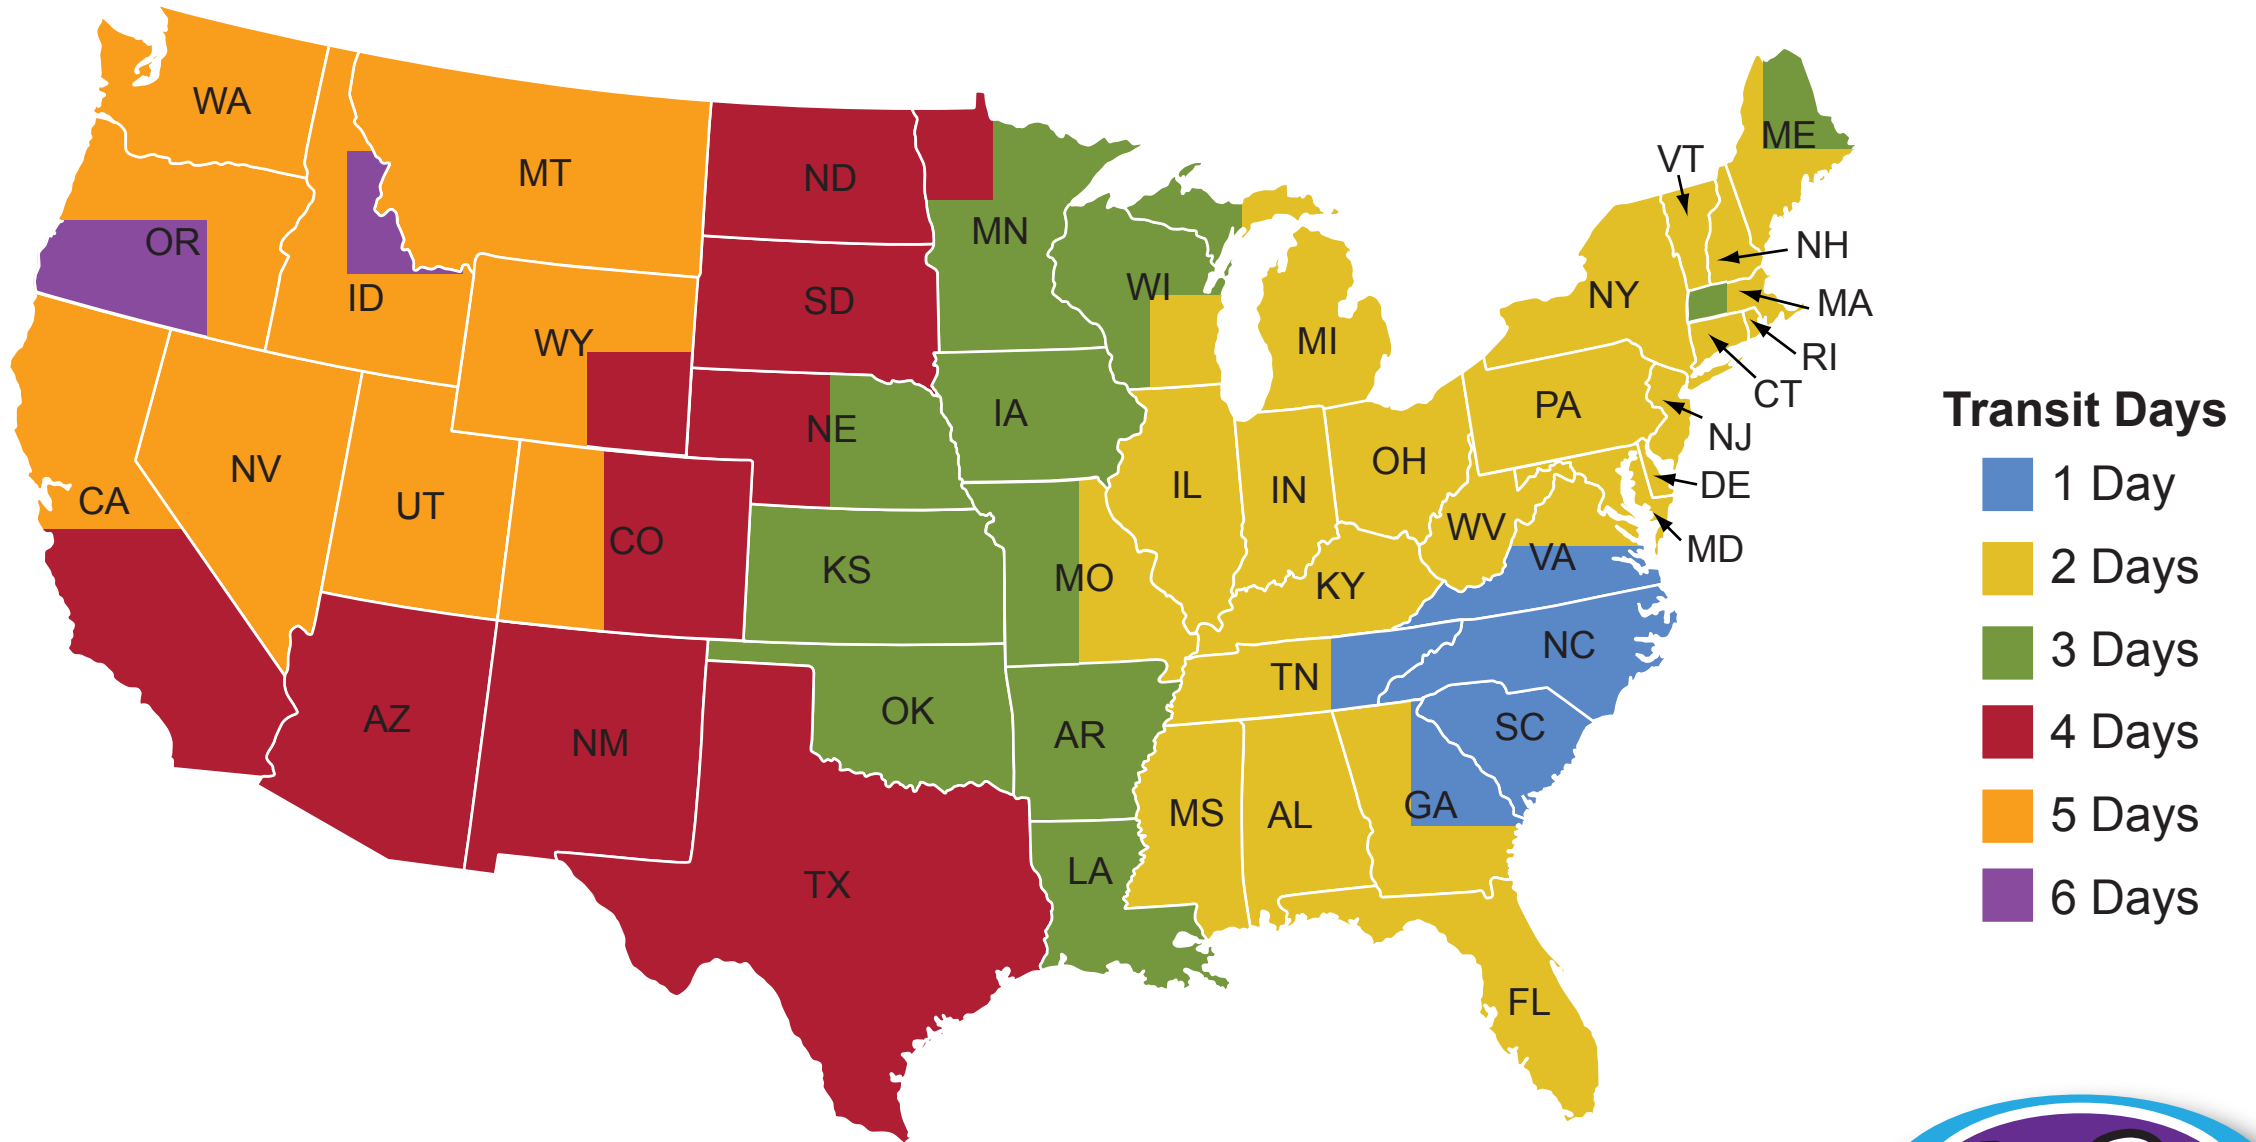 WA
MT
ND
MN
ME
VT
OR
ID
WY
SD
WI
MI
NY
NH
MA
RI
CT
NE
IA
PA
NJ
CA
NV
UT
CO
KS
MO
IL
IN
OH
WV
KY
VA
DE
MD
AZ
NM
OK
AR
TN
NC
SC
TX
LA
MS
AL
GA
FL
Transit Days
1 Day
2 Days
3 Days
4 Days
5 Days
6 Days